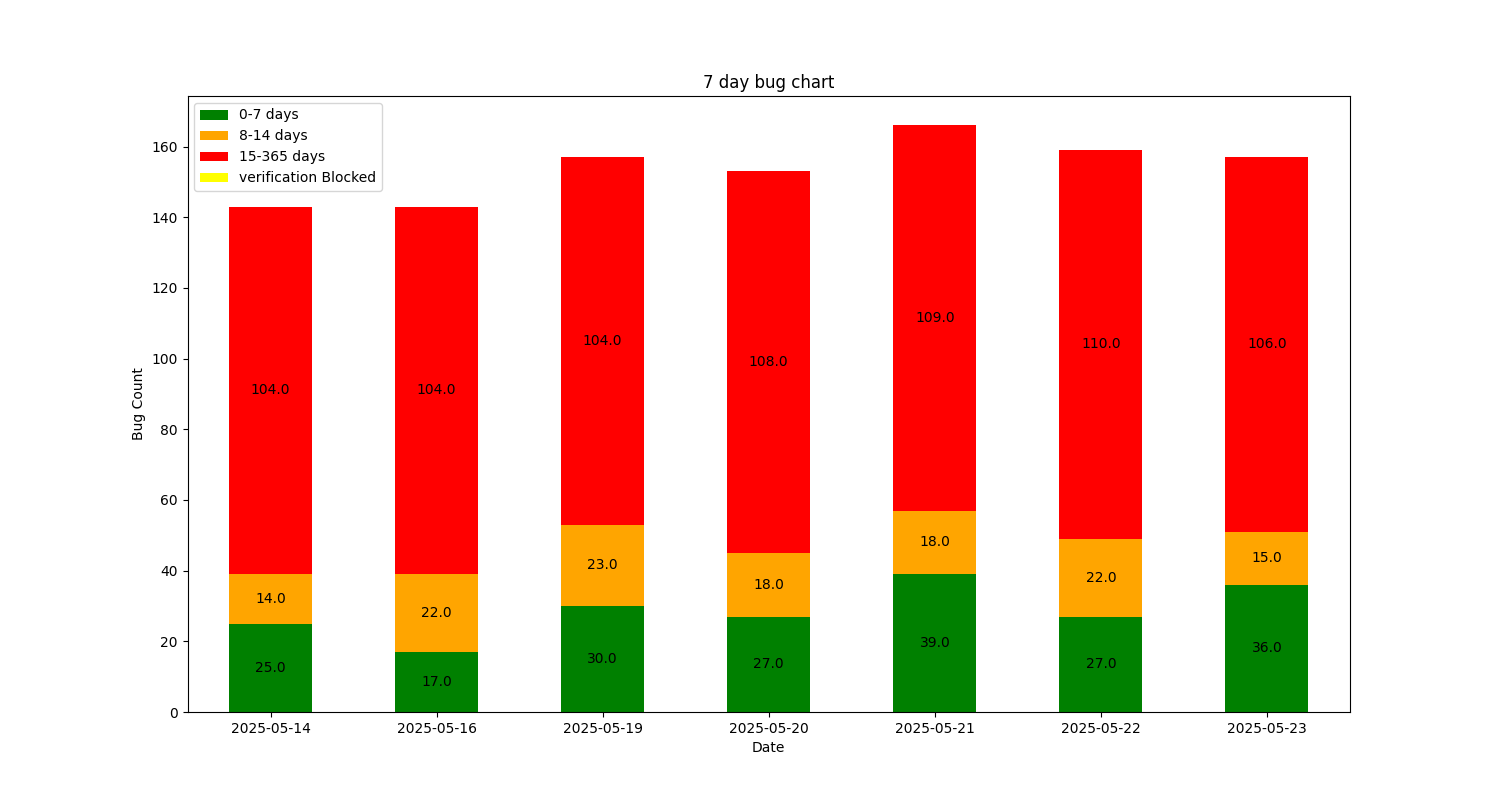 7 day bug chart
0-7 days
8-14 days
15-365 days
verification Blocked
Bug Count
160
140
120
100
80
60
40
20
0
104.0 104.0 104.0 108.0 109.0 110.0 106.0
14.0 22.0 23.0 18.0 18.0 22.0 15.0
25.0 17.0 30.0 27.0 39.0 27.0 36.0
2025-05-14 2025-05-16 2025-05-19 2025-05-20 2025-05-21 2025-05-22 2025-05-23
Date